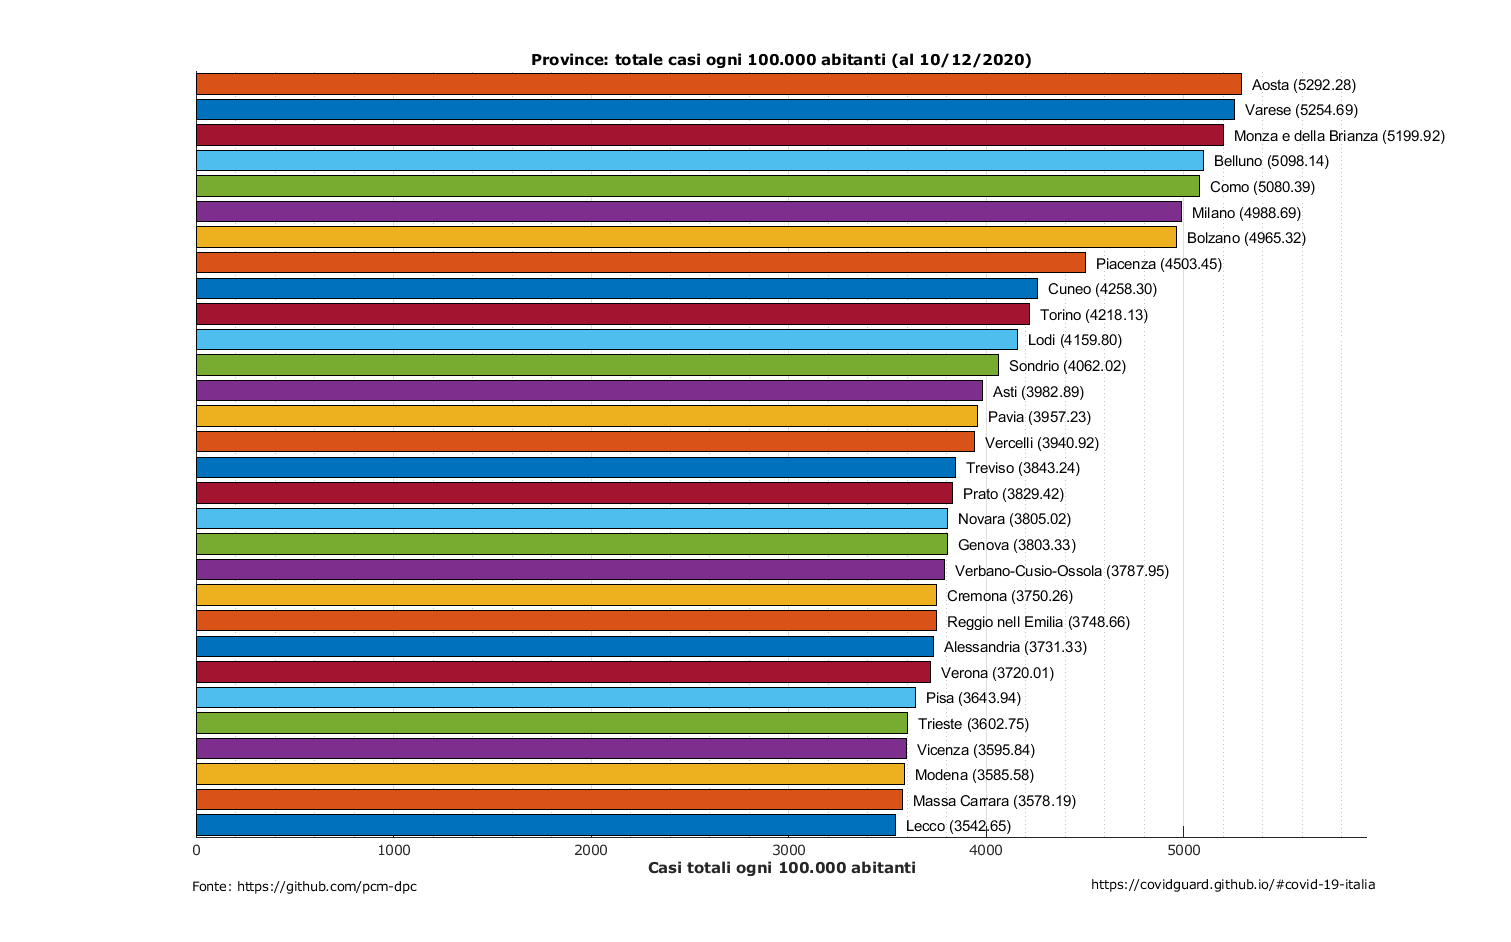 Province: totale casi ogni 100.000 abitanti (al 10/12/2020)
Aosta (5292.28)
Varese (5254.69)
Monza e della Brianza (5199.92)
Belluno (5098.14)
Como (5080.39)
Milano (4988.69)
Bolzano (4965.32)
Piacenza (4503.45)
Cuneo (4258.30)
Torino (4218.13)
Lodi (4159.80)
Sondrio (4062.02)
Asti (3982.89)
Pavia (3957.23)
Vercelli (3940.92)
Treviso (3843.24)
Prato (3829.42)
Novara (3805.02)
Genova (3803.33)
Verbano-Cusio-Ossola (3787.95)
Cremona (3750.26)
Reggio nell Emilia (3748.66)
Alessandria (3731.33)
Verona (3720.01)
Pisa (3643.94)
Trieste (3602.75)
Vicenza (3595.84)
Modena (3585.58)
Massa Carrara (3578.19)
Lecco (3542.65)
0 1000 2000 3000 4000 5000
Casi totali ogni 100.000 abitanti
Fonte: https://github.com/pcm-dpc
https://covidguard.github.io/#covid-19-italia